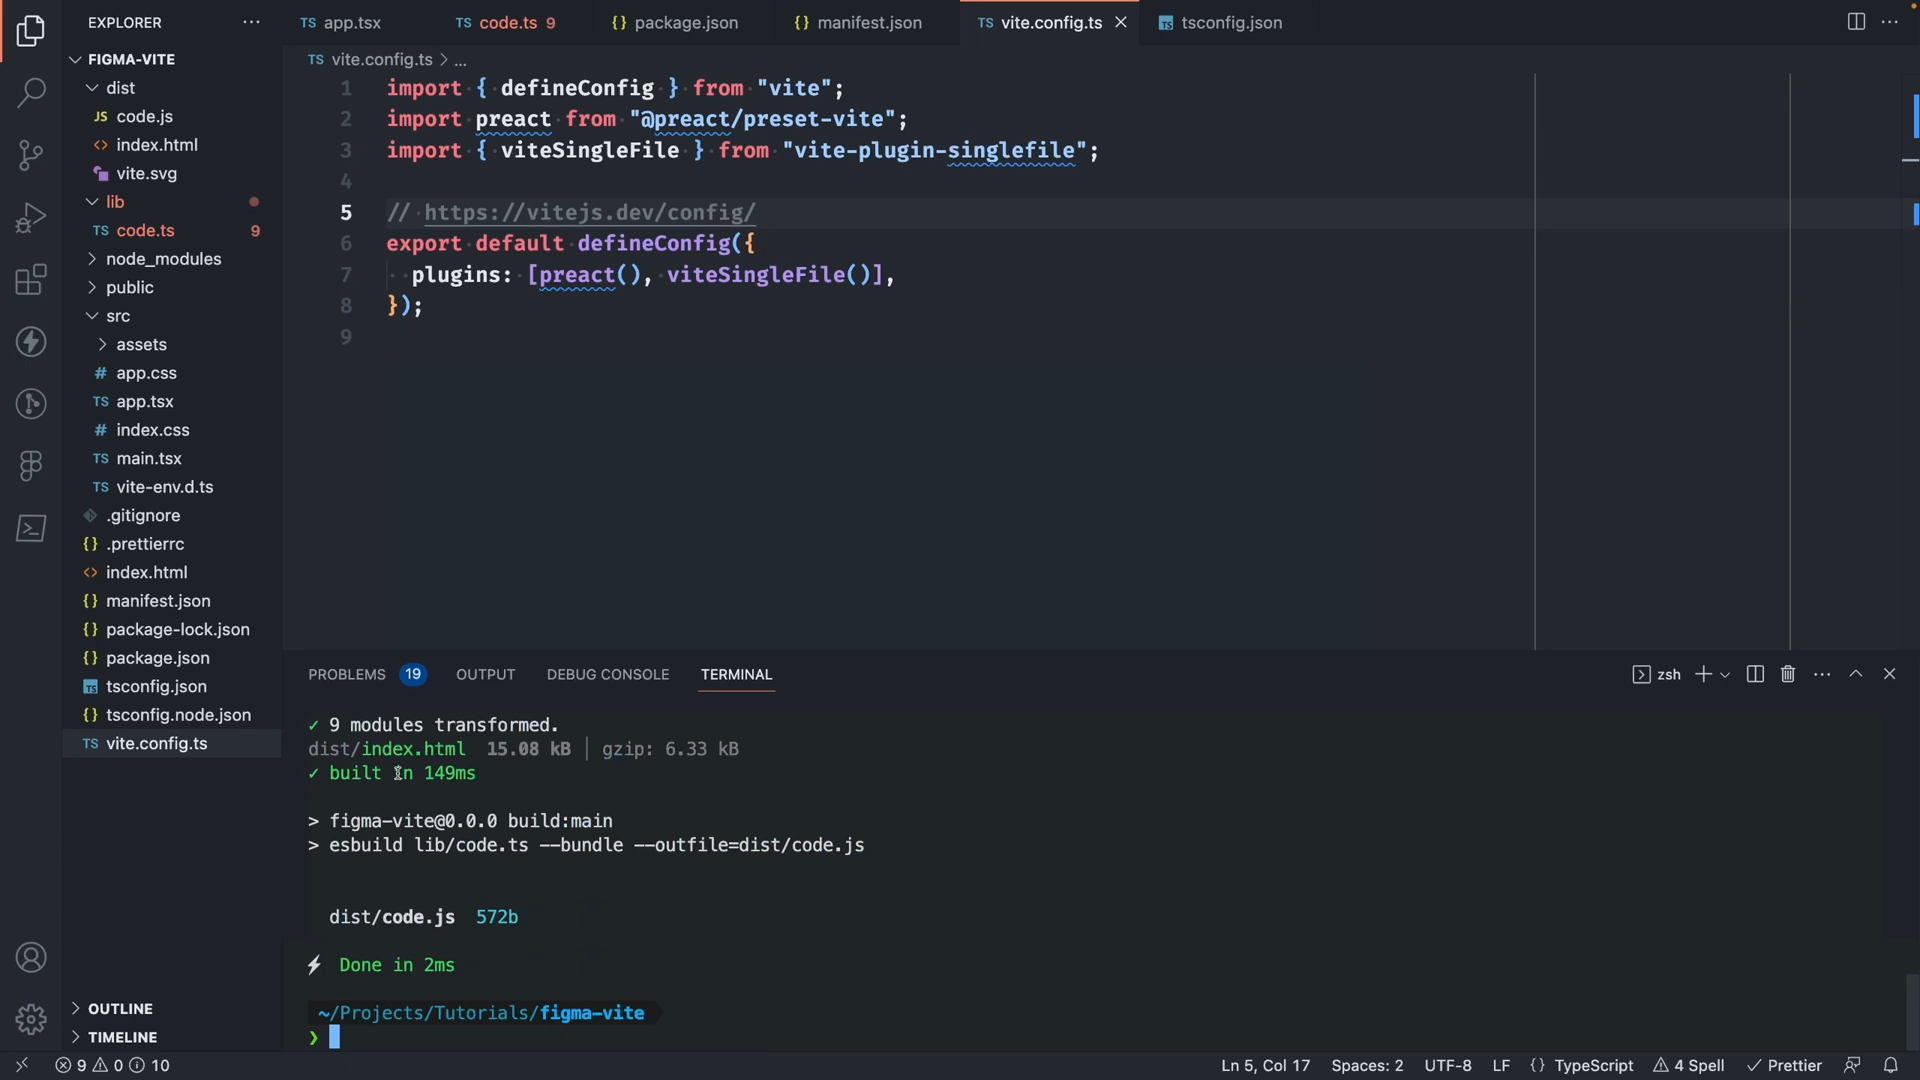 EXPLORER
FIGMA-VITE
dist
JS code.js
<> index.html
vite.svg
lib
TS code.ts 9
node_modules
public
src
assets
# app.css
TS app.tsx
# index.css
TS main.tsx
TS vite-env.d.ts
.gitignore
{} .prettierrc
<> index.html
{} manifest.json
{} package-lock.json
{} package.json
TS tsconfig.json
{} tsconfig.node.json
TS vite.config.ts
OUTLINE
TIMELINE
TS app.tsx TS code.ts 9 {} package.json {} manifest.json TS vite.config.ts TS tsconfig.json
TS vite.config.ts > ...
1 import { defineConfig } from "vite";
2 import preact from "@preact/preset-vite";
3 import { viteSingleFile } from "vite-plugin-singlefile";
4
5 // https://vitejs.dev/config/
6 export default defineConfig({
7 plugins: [preact(), viteSingleFile()],
8 });
9
PROBLEMS 19 OUTPUT DEBUG CONSOLE TERMINAL zsh
✓ 9 modules transformed.
dist/index.html 15.08 kB │ gzip: 6.33 kB
✓ built in 149ms
> figma-vite@0.0.0 build:main
> esbuild lib/code.ts --bundle --outfile=dist/code.js
dist/code.js 572b
⚡ Done in 2ms
~/Projects/Tutorials/figma-vite
❯
9 0 10 Ln 5, Col 17 Spaces: 2 UTF-8 LF {} TypeScript 4 Spell ✓ Prettier